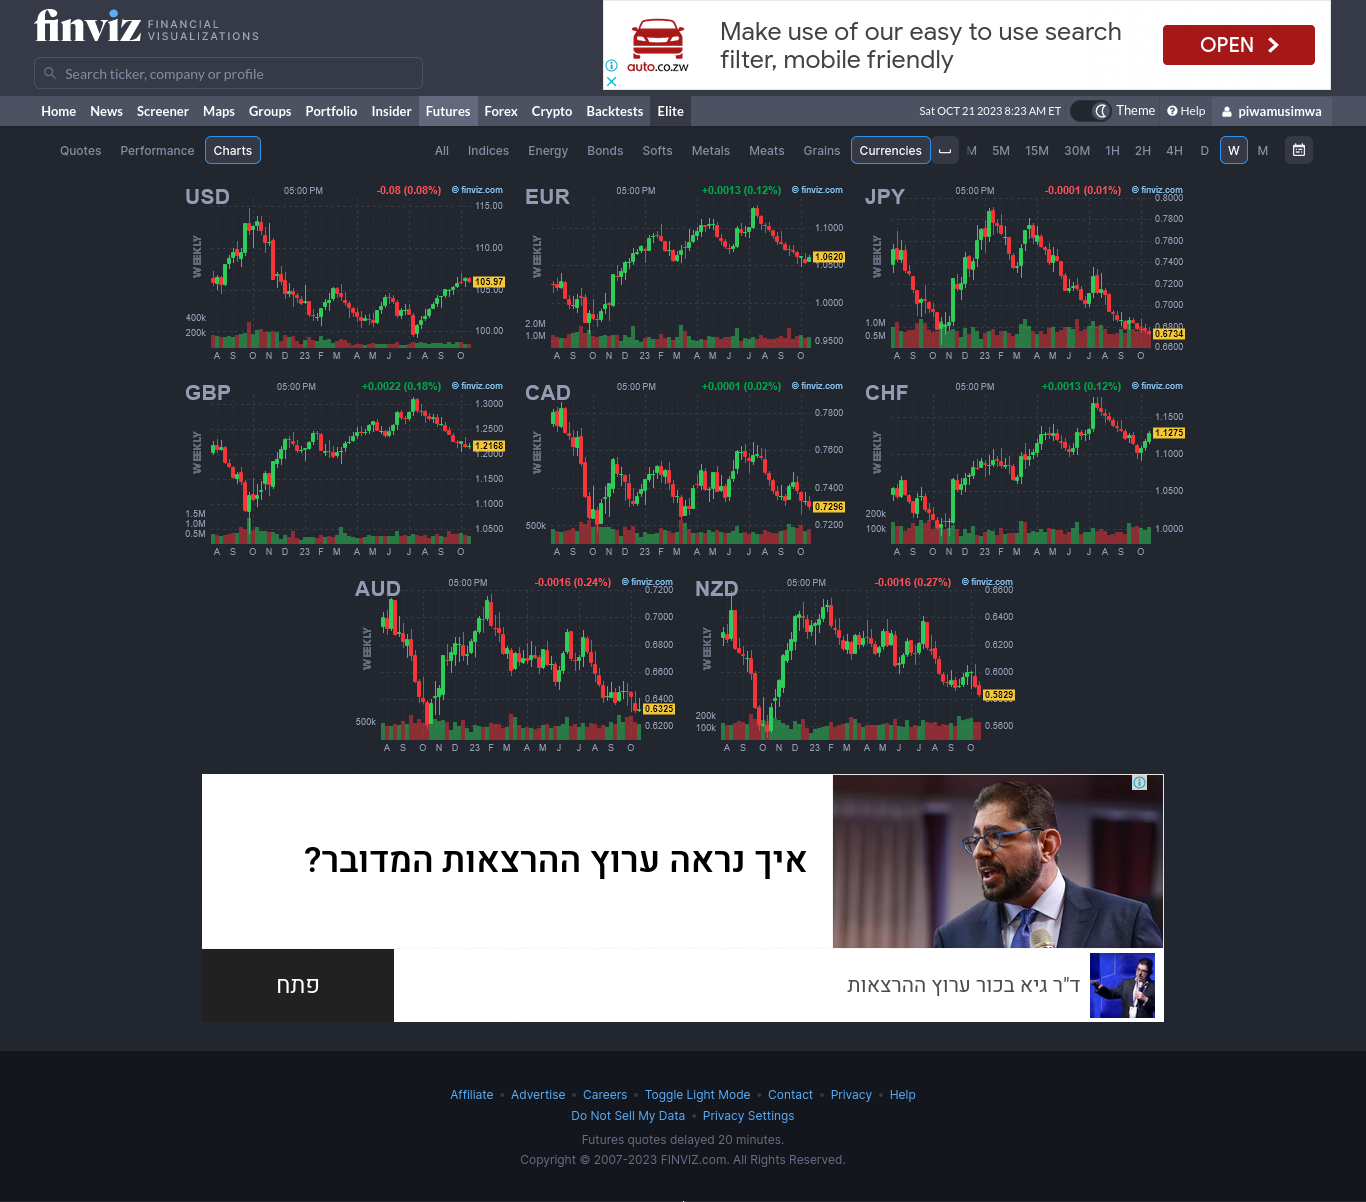 finviz FINANCIAL VISUALIZATIONS
Search ticker, company or profile
Make use of our easy to use search filter, mobile friendly
auto.co.zw
OPEN
Home News Screener Maps Groups Portfolio Insider Futures Forex Crypto Backtests Elite
Sat OCT 21 2023 8:23 AM ET Theme Help piwamusimwa
Quotes Performance Charts
All Indices Energy Bonds Softs Metals Meats Grains Currencies
M 5M 15M 30M 1H 2H 4H D W M
USD 05:00 PM -0.08 (0.08%) © finviz.com
WEEKLY
115.00
110.00
105.97
105.00
100.00
400k
200k
A S O N D 23 F M A M J J A S O
EUR 05:00 PM +0.0013 (0.12%) © finviz.com
WEEKLY
1.1000
1.0620
1.0500
1.0000
0.9500
2.0M
1.0M
A S O N D 23 F M A M J J A S O
JPY 05:00 PM -0.0001 (0.01%) © finviz.com
WEEKLY
0.8000
0.7800
0.7600
0.7400
0.7200
0.7000
0.6800
0.6734
0.6600
1.0M
0.5M
A S O N D 23 F M A M J J A S O
GBP 05:00 PM +0.0022 (0.18%) © finviz.com
WEEKLY
1.3000
1.2500
1.2168
1.2000
1.1500
1.1000
1.0500
1.5M
1.0M
0.5M
A S O N D 23 F M A M J J A S O
CAD 05:00 PM +0.0001 (0.02%) © finviz.com
WEEKLY
0.7800
0.7600
0.7400
0.7296
0.7200
500k
A S O N D 23 F M A M J J A S O
CHF 05:00 PM +0.0013 (0.12%) © finviz.com
WEEKLY
1.1500
1.1275
1.1000
1.0500
1.0000
200k
100k
A S O N D 23 F M A M J J A S O
AUD 05:00 PM -0.0016 (0.24%) © finviz.com
WEEKLY
0.7200
0.7000
0.6800
0.6600
0.6400
0.6325
0.6200
500k
A S O N D 23 F M A M J J A S O
NZD 05:00 PM -0.0016 (0.27%) © finviz.com
WEEKLY
0.6600
0.6400
0.6200
0.6000
0.5829
0.5600
200k
100k
A S O N D 23 F M A M J J A S O
איך נראה ערוץ ההרצאות המדובר?
ד"ר גיא בכור ערוץ ההרצאות
פתח
Affiliate • Advertise • Careers • Toggle Light Mode • Contact • Privacy • Help
Do Not Sell My Data • Privacy Settings
Futures quotes delayed 20 minutes.
Copyright © 2007-2023 FINVIZ.com. All Rights Reserved.